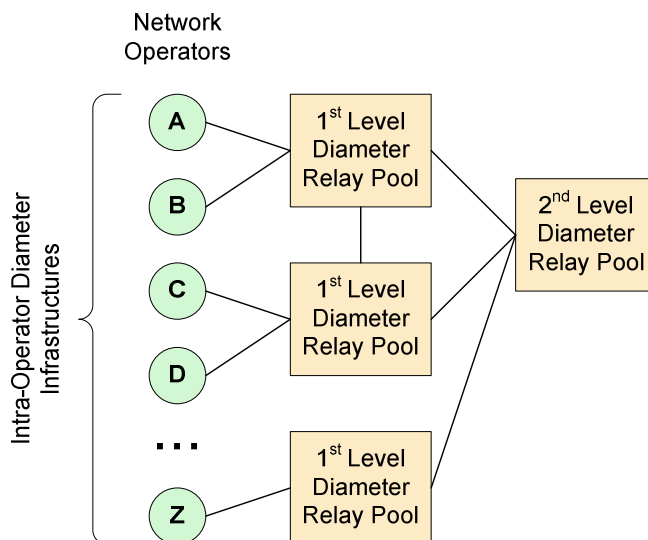 Network
Operators
Intra-Operator Diameter
Infrastructures
A
B
C
D
...
Z
1st Level
Diameter
Relay Pool
1st Level
Diameter
Relay Pool
1st Level
Diameter
Relay Pool
2nd Level
Diameter
Relay Pool